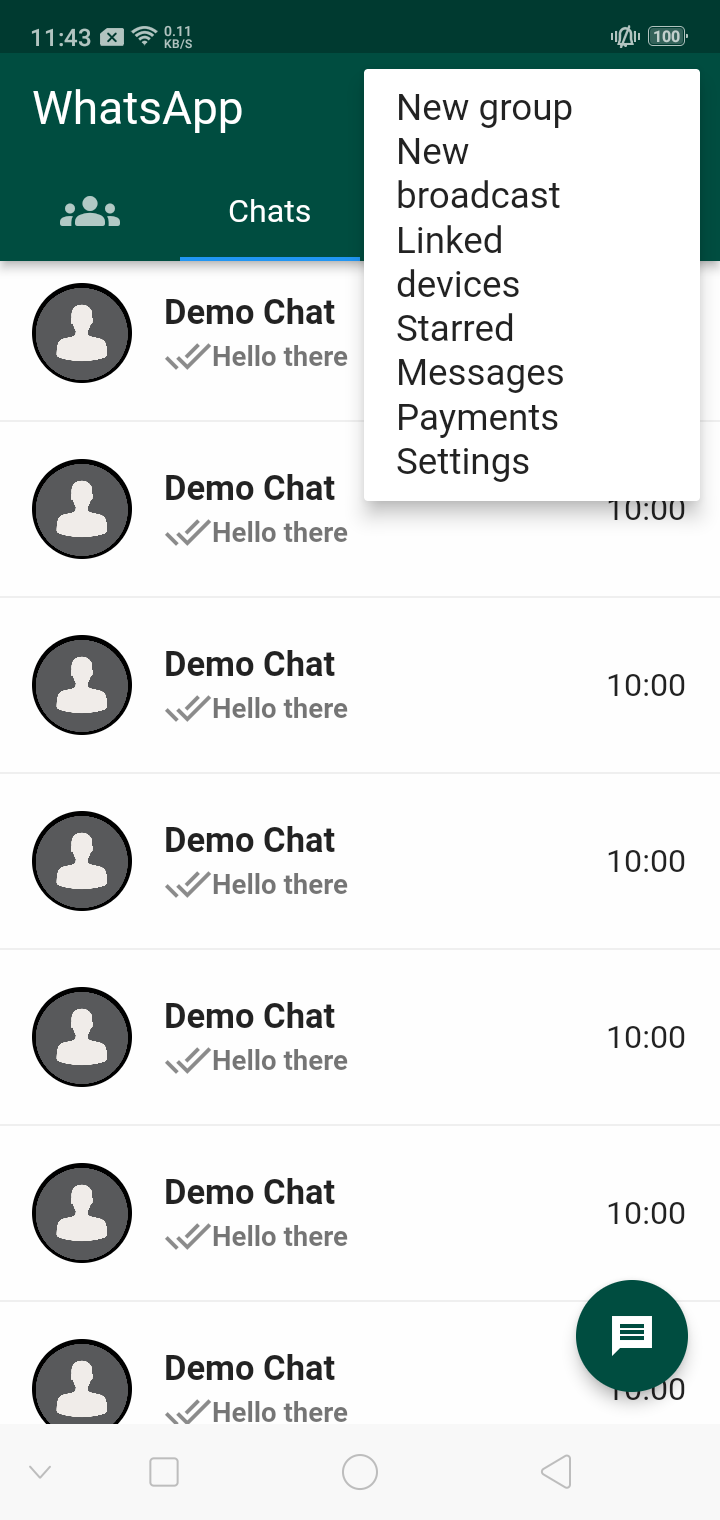 11:43 0.11 KB/S 100
WhatsApp
Chats
New group
New
broadcast
Linked
devices
Starred
Messages
Payments
Settings
Demo Chat
Hello there
Demo Chat
Hello there
10:00
Demo Chat
Hello there
10:00
Demo Chat
Hello there
10:00
Demo Chat
Hello there
10:00
Demo Chat
Hello there
10:00
Demo Chat
Hello there
10:00